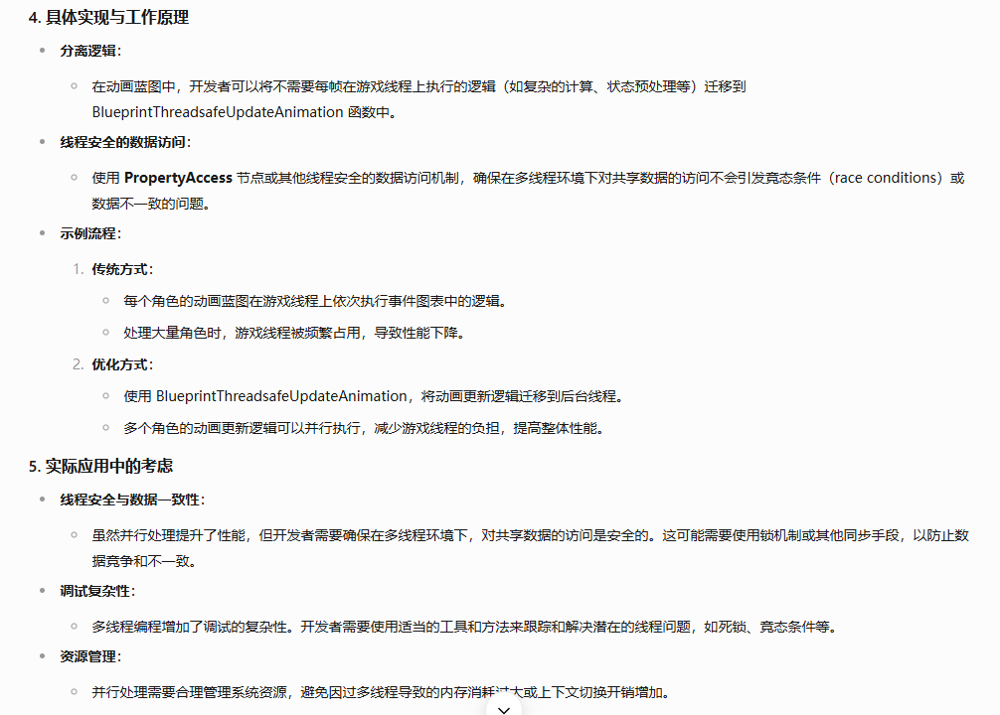 4. 具体实现与工作原理
分离逻辑：
在动画蓝图中，开发者可以将不需要每帧在游戏线程上执行的逻辑（如复杂的计算、状态预处理等）迁移到
BlueprintThreadsafeUpdateAnimation 函数中。
线程安全的数据访问：
使用 PropertyAccess 节点或其他线程安全的数据访问机制，确保在多线程环境下对共享数据的访问不会引发竞态条件（race conditions）或
数据不一致的问题。
示例流程：
1. 传统方式：
每个角色的动画蓝图在游戏线程上依次执行事件图表中的逻辑。
处理大量角色时，游戏线程被频繁占用，导致性能下降。
2. 优化方式：
使用 BlueprintThreadsafeUpdateAnimation，将动画更新逻辑迁移到后台线程。
多个角色的动画更新逻辑可以并行执行，减少游戏线程的负担，提高整体性能。
5. 实际应用中的考虑
线程安全与数据一致性：
虽然并行处理提升了性能，但开发者需要确保在多线程环境下，对共享数据的访问是安全的。这可能需要使用锁机制或其他同步手段，以防止数
据竞争和不一致。
调试复杂性：
多线程编程增加了调试的复杂性。开发者需要使用适当的工具和方法来跟踪和解决潜在的线程问题，如死锁、竞态条件等。
资源管理：
并行处理需要合理管理系统资源，避免因过多线程导致的内存消耗过大或上下文切换开销增加。